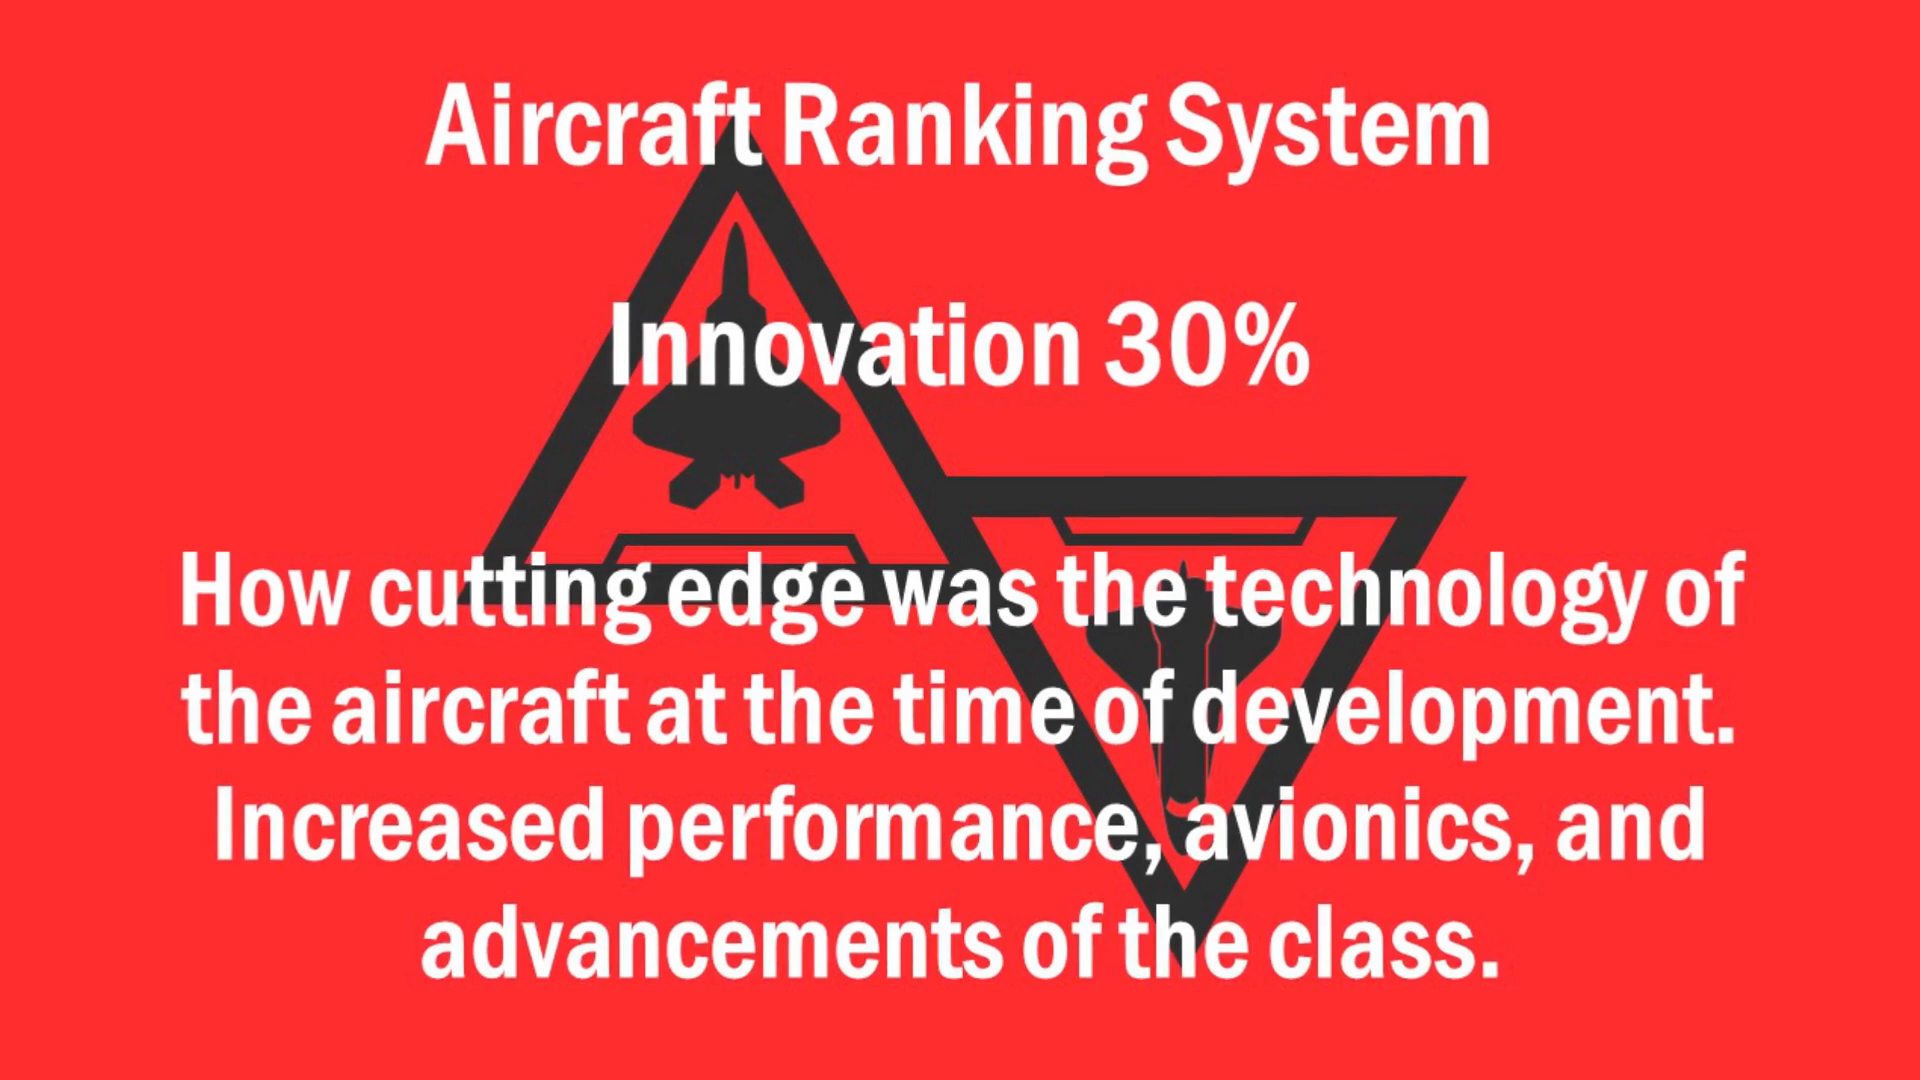 Aircraft Ranking System
Innovation 30%
How cutting edge was the technology of
the aircraft at the time of development.
Increased performance, avionics, and
advancements of the class.